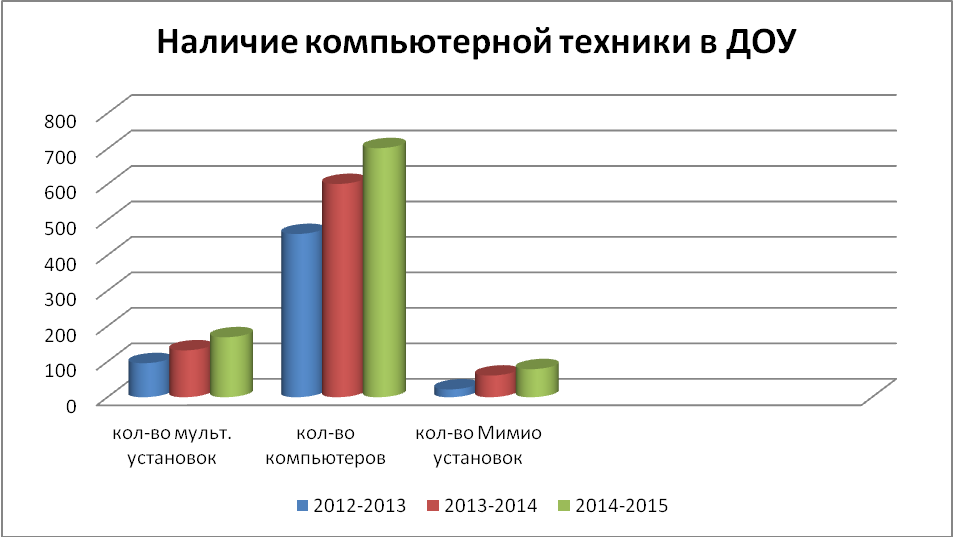 Наличие компьютерной техники в ДОУ
800
700
600
500
400
300
200
100
0
кол-во мульт.
установок
кол-во
компьютеров
кол-во Мимио
установок
2012-2013 2013-2014 2014-2015